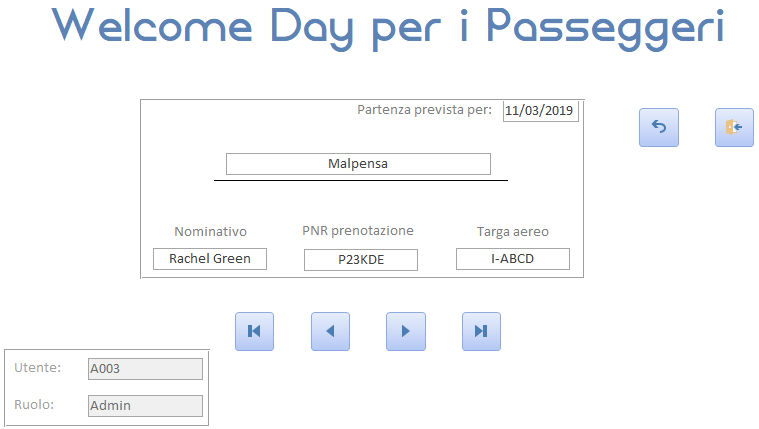 Welcome Day per i Passeggeri
Partenza prevista per: 11/03/2019
Malpensa
Nominativo PNR prenotazione Targa aereo
Rachel Green P23KDE I-ABCD
Utente: A003
Ruolo: Admin